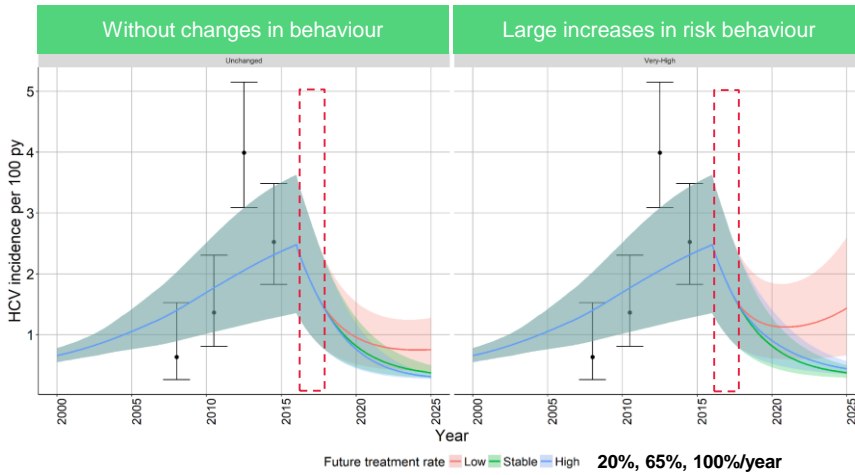 Without changes in behaviour
Large increases in risk behaviour
Unchanged
Very-High
HCV incidence per 100 py
5
4
3
2
1
2000
2005
2010
2015
2020
2025
2000
2005
2010
2015
2020
2025
Year
Future treatment rate Low Stable High 20%, 65%, 100%/year